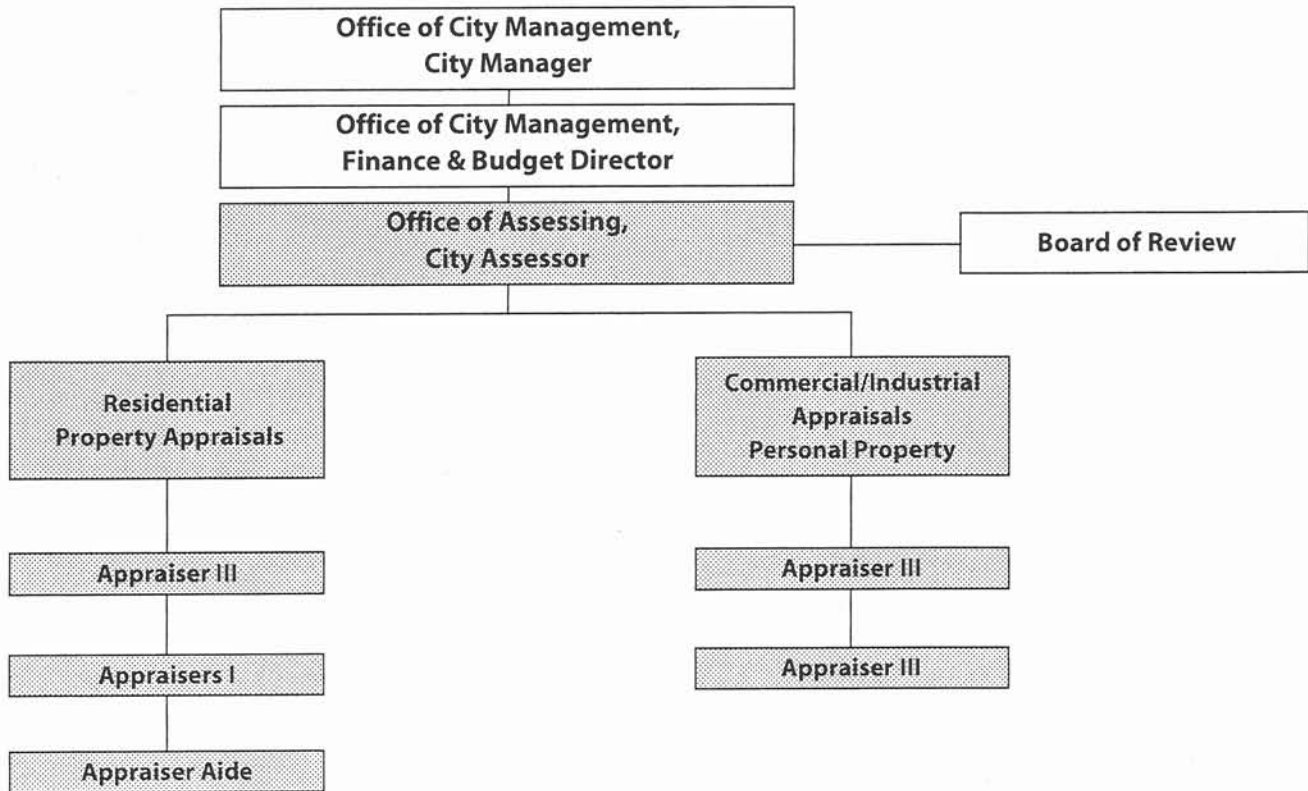 Office of City Management,
City Manager
Office of City Management,
Finance & Budget Director
Office of Assessing,
City Assessor
Board of Review
Residential
Property Appraisals
Commercial/Industrial
Appraisals
Personal Property
Appraiser III
Appraisers I
Appraiser Aide
Appraiser III
Appraiser III